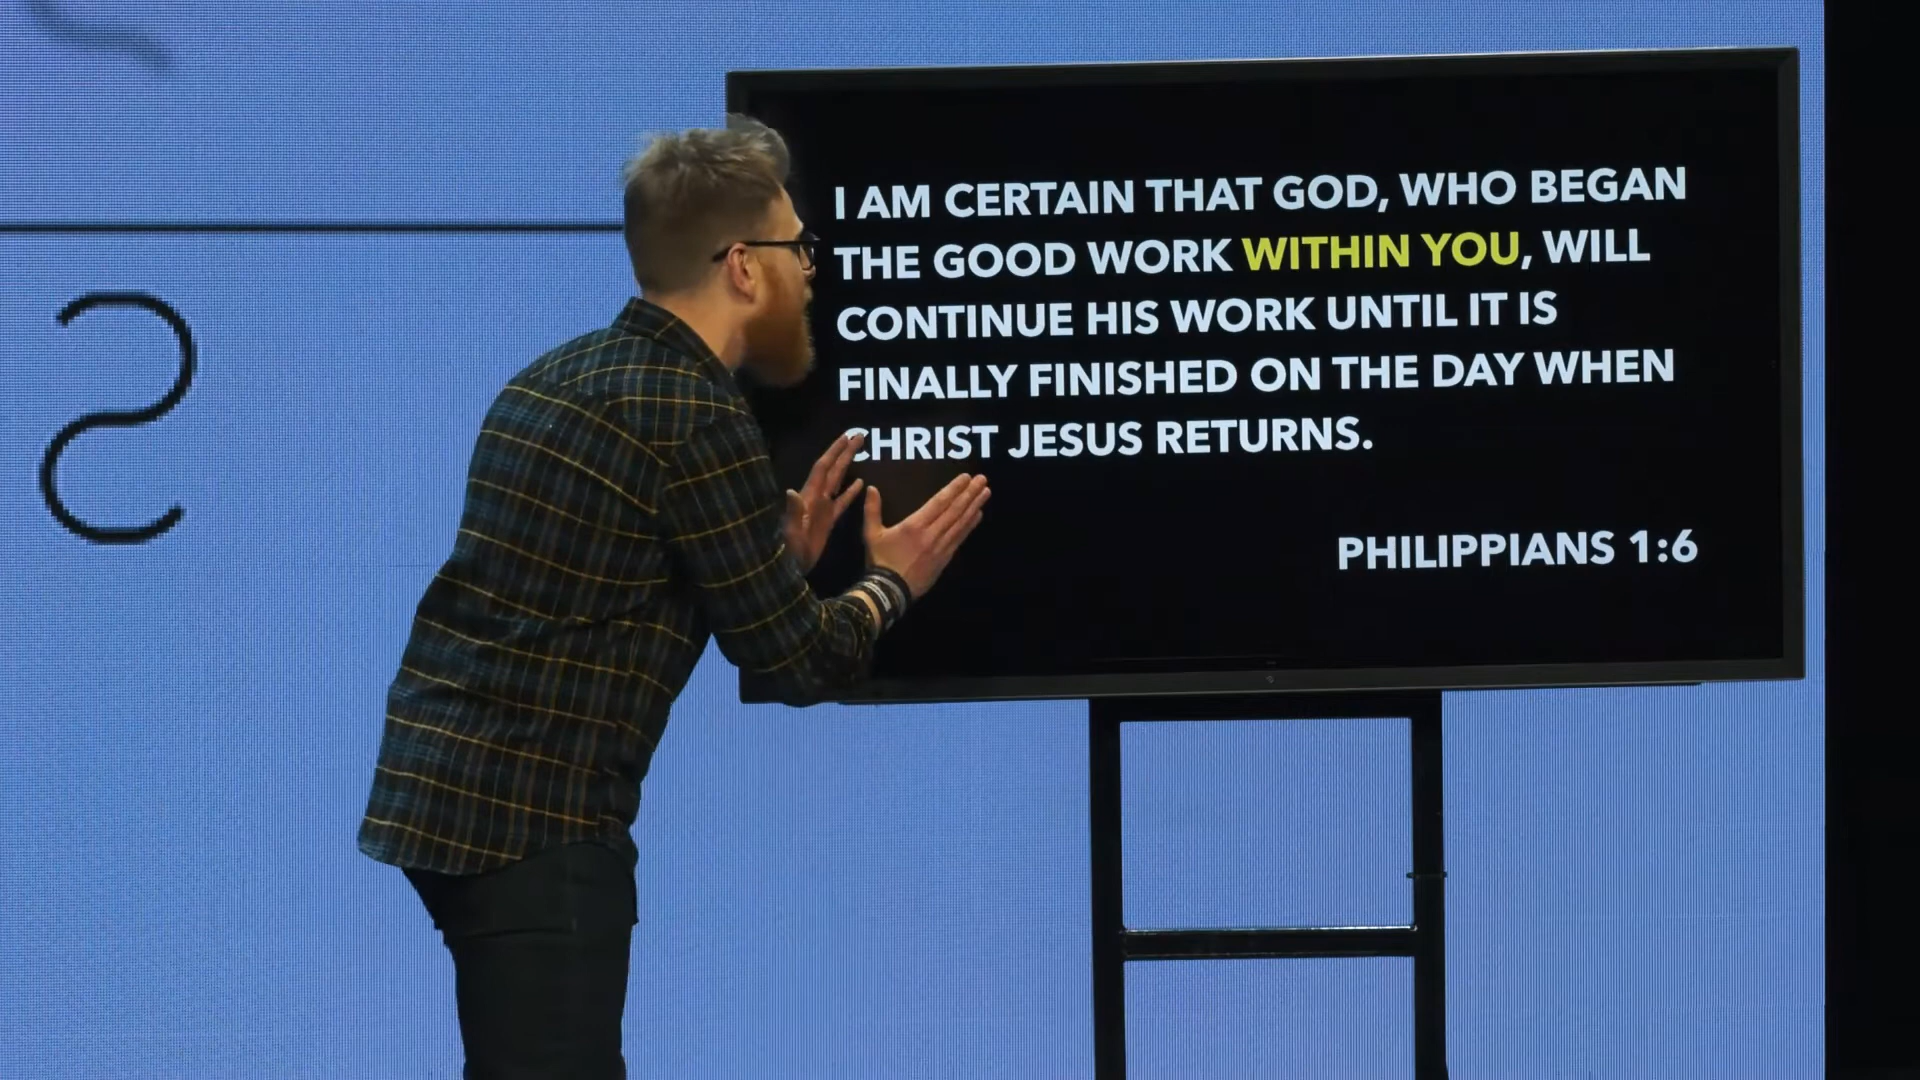 I AM CERTAIN THAT GOD, WHO BEGAN
THE GOOD WORK WITHIN YOU, WILL
CONTINUE HIS WORK UNTIL IT IS
FINALLY FINISHED ON THE DAY WHEN
CHRIST JESUS RETURNS.
PHILIPPIANS 1:6